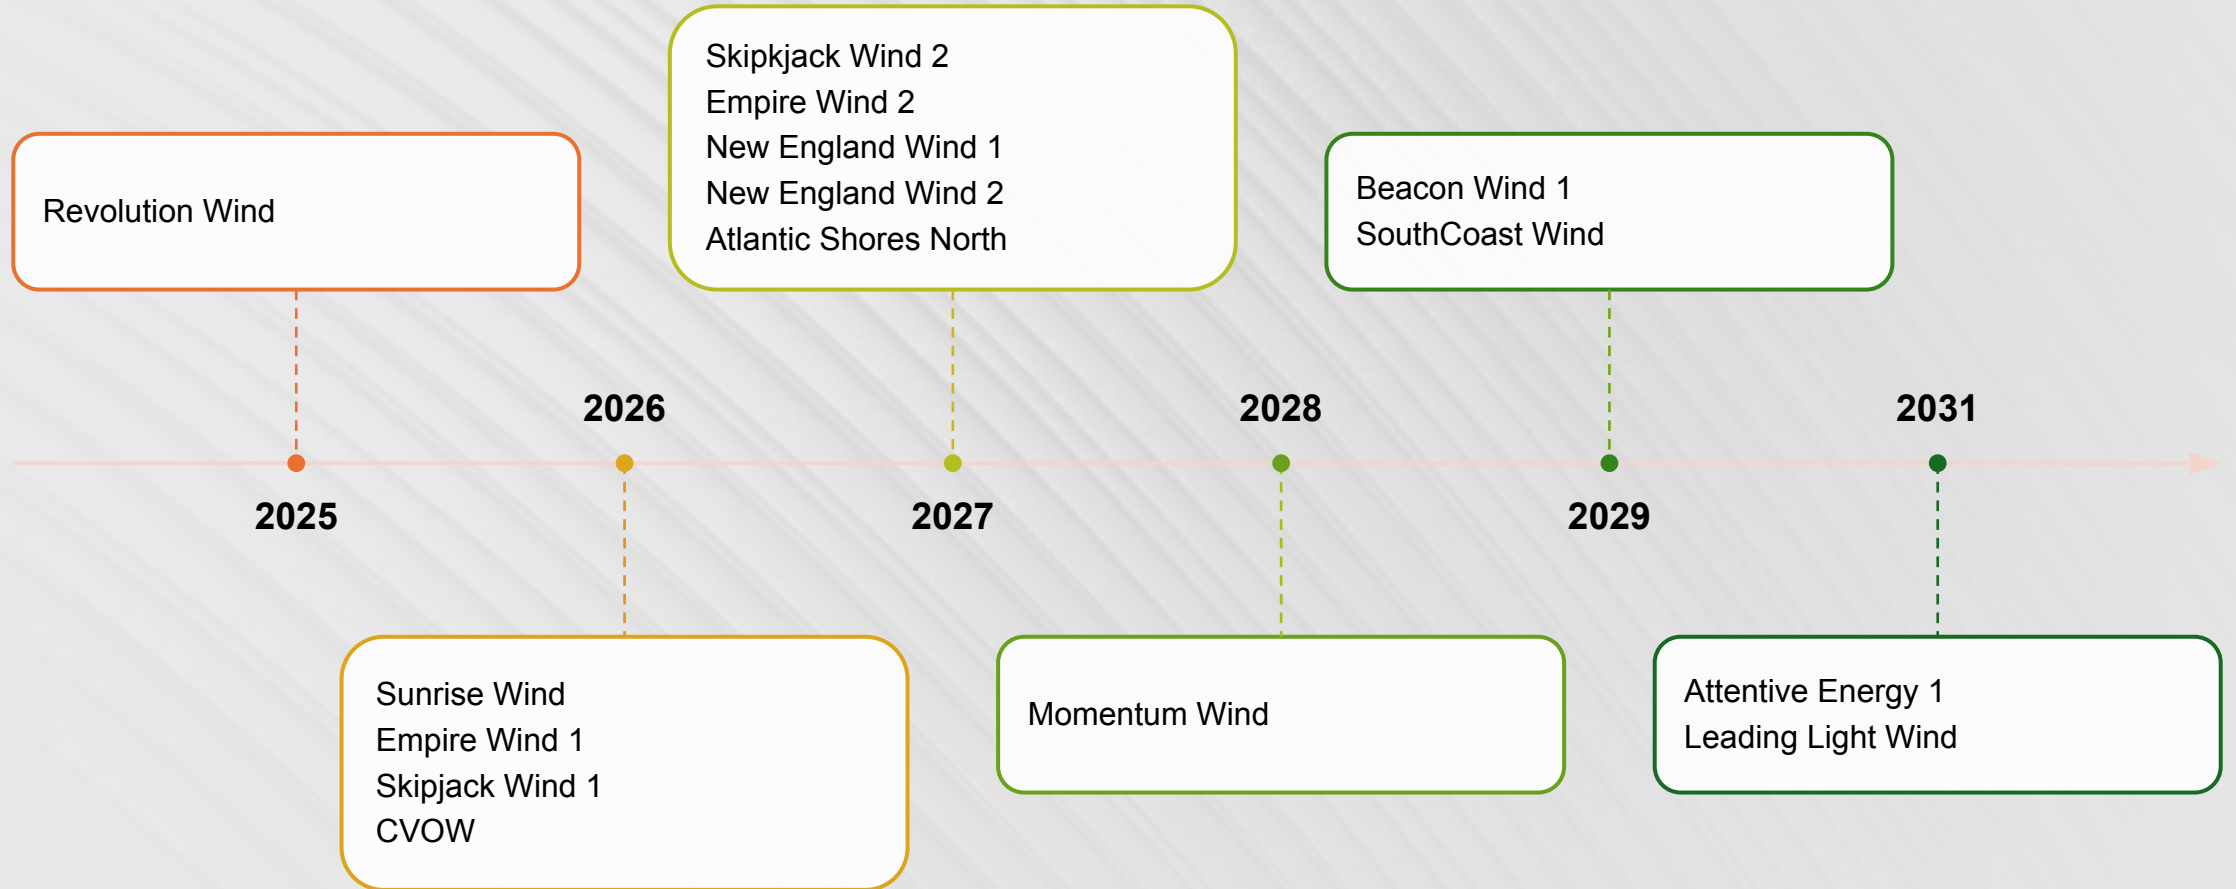 Revolution Wind
2025
2026
Sunrise Wind
Empire Wind 1
Skipjack Wind 1
CVOW
Skipkjack Wind 2
Empire Wind 2
New England Wind 1
New England Wind 2
Atlantic Shores North
2027
2028
Momentum Wind
Beacon Wind 1
SouthCoast Wind
2029
2031
Attentive Energy 1
Leading Light Wind